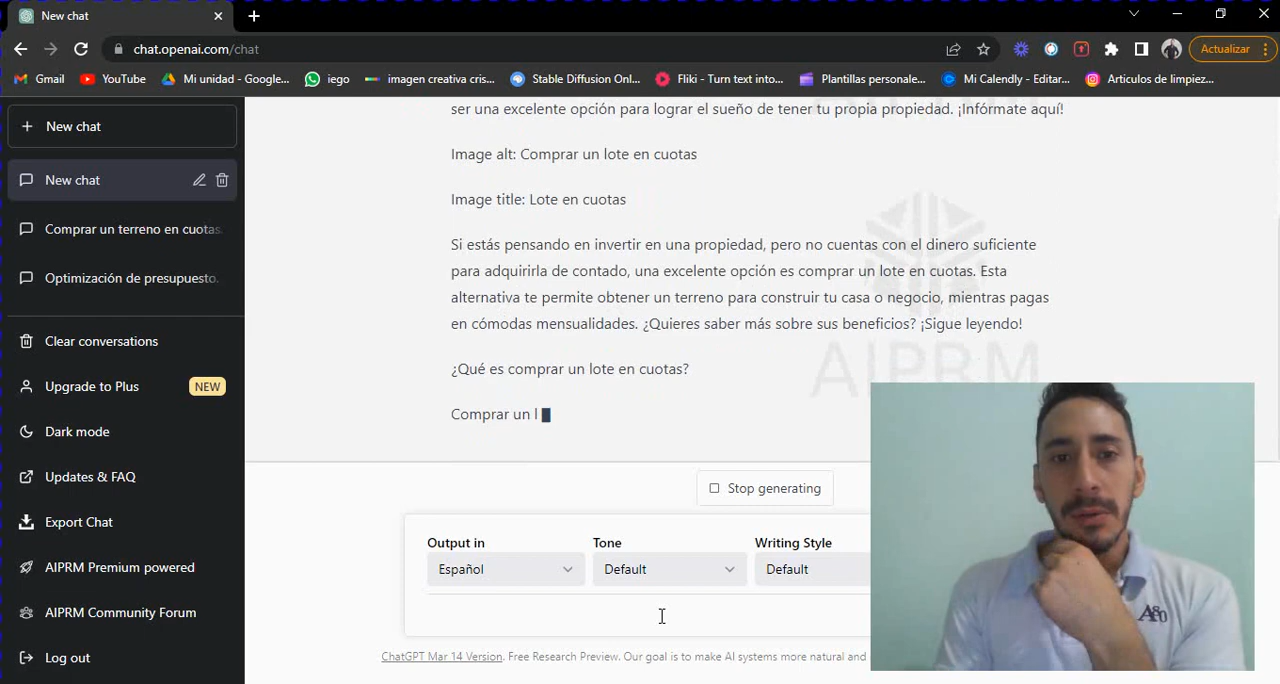 New chat
chat.openai.com/chat
Actualizar
Gmail
YouTube
Mi unidad - Google...
iego
imagen creativa cris...
Stable Diffusion Onl...
Fliki - Turn text into...
Plantillas personale...
Mi Calendly - Editar...
Articulos de limpiez...
New chat
New chat
Comprar un terreno en cuotas
Optimización de presupuesto.
Clear conversations
Upgrade to Plus NEW
Dark mode
Updates & FAQ
Export Chat
AIPRM Premium powered
AIPRM Community Forum
Log out
ser una excelente opción para lograr el sueño de tener tu propia propiedad. ¡Infórmate aquí!
Image alt: Comprar un lote en cuotas
Image title: Lote en cuotas
Si estás pensando en invertir en una propiedad, pero no cuentas con el dinero suficiente
para adquirirla de contado, una excelente opción es comprar un lote en cuotas. Esta
alternativa te permite obtener un terreno para construir tu casa o negocio, mientras pagas
en cómodas mensualidades. ¿Quieres saber más sobre sus beneficios? ¡Sigue leyendo!
¿Qué es comprar un lote en cuotas?
Comprar un l
AIPRM
Stop generating
Output in
Español
Tone
Default
Writing Style
Default
ChatGPT Mar 14 Version. Free Research Preview. Our goal is to make AI systems more natural and